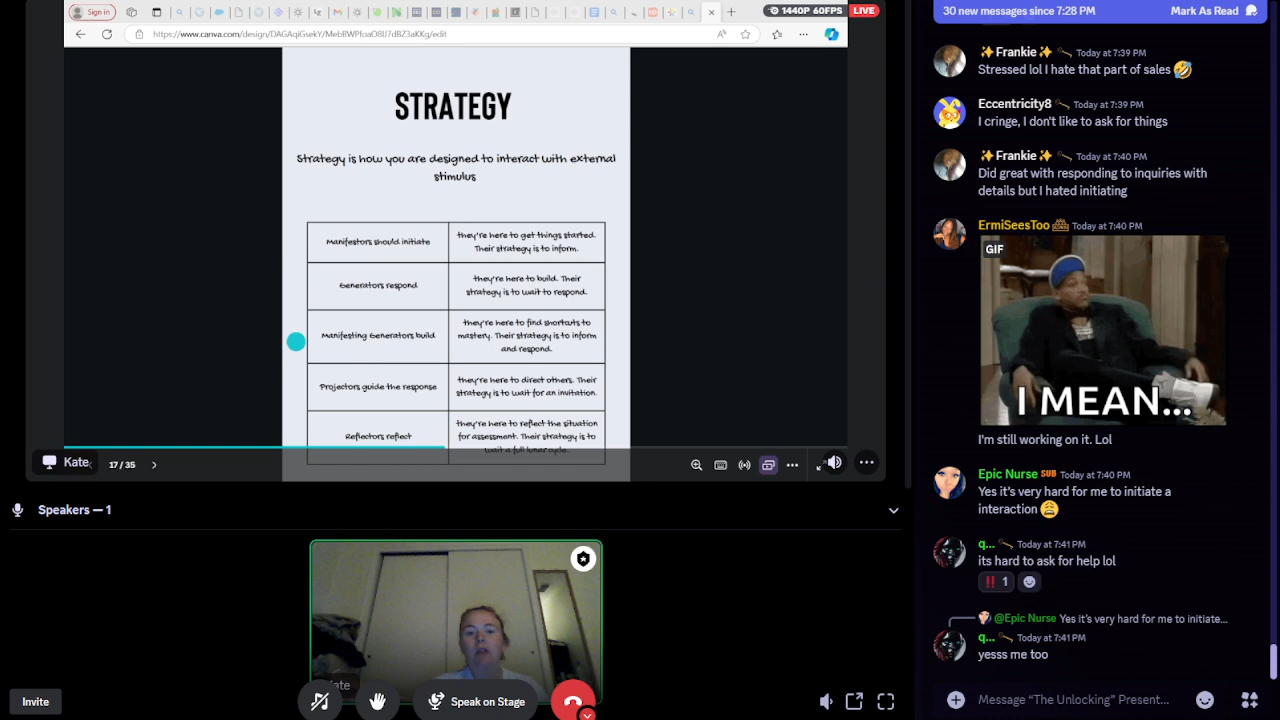 Sign in
1440P 60FPS
LIVE
https://www.canva.com/design/DAGAqiGsekY/MebBWPfoaO8IJ7dBZ3aKKg/edit
STRATEGY
Strategy is how you are designed to interact with external
stimulus
Manifestors should initiate
they're here to get things started.
Their strategy is to inform.
Generators respond
they're here to build. Their
strategy is to wait to respond.
Manifesting Generators build
they're here to find shortcuts to
mastery. Their strategy is to inform
and respond.
Projectors guide the response
they're here to direct others. Their
strategy is to wait for an invitation.
Reflectors reflect
they're here to reflect the situation
for assessment. Their strategy is to
wait a full lunar cycle.
Kate
17 / 35
Speakers — 1
Kate
Invite
Speak on Stage
30 new messages since 7:28 PM
Mark As Read
Frankie Today at 7:39 PM
Stressed lol I hate that part of sales 🤣
Eccentricity8 Today at 7:39 PM
I cringe, I don't like to ask for things
Frankie Today at 7:40 PM
Did great with responding to inquiries with
details but I hated initiating
ErmiSeesToo Today at 7:40 PM
GIF
I MEAN...
I'm still working on it. Lol
Epic Nurse SUB Today at 7:40 PM
Yes it's very hard for me to initiate a
interaction 😩
q... Today at 7:41 PM
its hard to ask for help lol
‼️ 1
@Epic Nurse Yes it's very hard for me to initiate...
q... Today at 7:41 PM
yesss me too
Message "The Unlocking" Present...